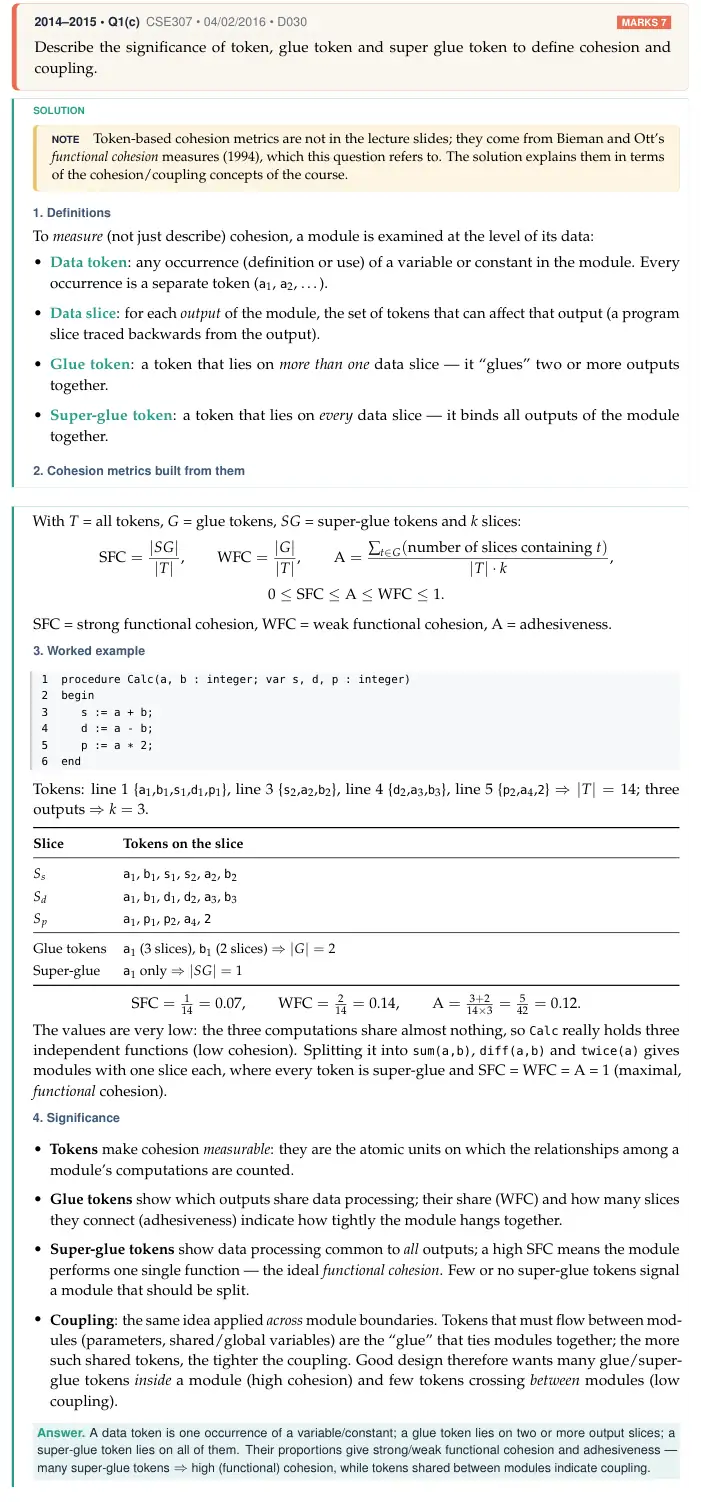 2014–2015 • Q1(c) CSE307 • 04/02/2016 • D030 MARKS 7
Describe the significance of token, glue token and super glue token to define cohesion and
coupling.
SOLUTION
NOTE Token-based cohesion metrics are not in the lecture slides; they come from Bieman and Ott's
functional cohesion measures (1994), which this question refers to. The solution explains them in terms
of the cohesion/coupling concepts of the course.
1. Definitions
To measure (not just describe) cohesion, a module is examined at the level of its data:
• Data token: any occurrence (definition or use) of a variable or constant in the module. Every
occurrence is a separate token (a₁, a₂, ...).
• Data slice: for each output of the module, the set of tokens that can affect that output (a program
slice traced backwards from the output).
• Glue token: a token that lies on more than one data slice — it “glues” two or more outputs
together.
• Super-glue token: a token that lies on every data slice — it binds all outputs of the module
together.
2. Cohesion metrics built from them
With T = all tokens, G = glue tokens, SG = super-glue tokens and k slices:
SFC = |SG| / |T|, WFC = |G| / |T|, A = ∑t∈G(number of slices containing t) / |T| · k,
0 ≤ SFC ≤ A ≤ WFC ≤ 1.
SFC = strong functional cohesion, WFC = weak functional cohesion, A = adhesiveness.
3. Worked example
1 procedure Calc(a, b : integer; var s, d, p : integer)
2 begin
3 s := a + b;
4 d := a - b;
5 p := a * 2;
6 end
Tokens: line 1 {a₁,b₁,s₁,d₁,p₁}, line 3 {s₂,a₂,b₂}, line 4 {d₂,a₃,b₃}, line 5 {p₂,a₄,2} ⇒ |T| = 14; three
outputs ⇒ k = 3.
Slice Tokens on the slice
Sₛ a₁, b₁, s₁, s₂, a₂, b₂
S_d a₁, b₁, d₁, d₂, a₃, b₃
Sₚ a₁, p₁, p₂, a₄, 2
Glue tokens a₁ (3 slices), b₁ (2 slices) ⇒ |G| = 2
Super-glue a₁ only ⇒ |SG| = 1
SFC = 1/14 = 0.07, WFC = 2/14 = 0.14, A = 3+2/14×3 = 5/42 = 0.12.
The values are very low: the three computations share almost nothing, so Calc really holds three
independent functions (low cohesion). Splitting it into sum(a,b), diff(a,b) and twice(a) gives
modules with one slice each, where every token is super-glue and SFC = WFC = A = 1 (maximal,
functional cohesion).
4. Significance
• Tokens make cohesion measurable: they are the atomic units on which the relationships among a
module's computations are counted.
• Glue tokens show which outputs share data processing; their share (WFC) and how many slices
they connect (adhesiveness) indicate how tightly the module hangs together.
• Super-glue tokens show data processing common to all outputs; a high SFC means the module
performs one single function — the ideal functional cohesion. Few or no super-glue tokens signal
a module that should be split.
• Coupling: the same idea applied across module boundaries. Tokens that must flow between mod-
ules (parameters, shared/global variables) are the “glue” that ties modules together; the more
such shared tokens, the tighter the coupling. Good design therefore wants many glue/super-
glue tokens inside a module (high cohesion) and few tokens crossing between modules (low
coupling).
Answer. A data token is one occurrence of a variable/constant; a glue token lies on two or more output slices; a
super-glue token lies on all of them. Their proportions give strong/weak functional cohesion and adhesiveness —
many super-glue tokens ⇒ high (functional) cohesion, while tokens shared between modules indicate coupling.